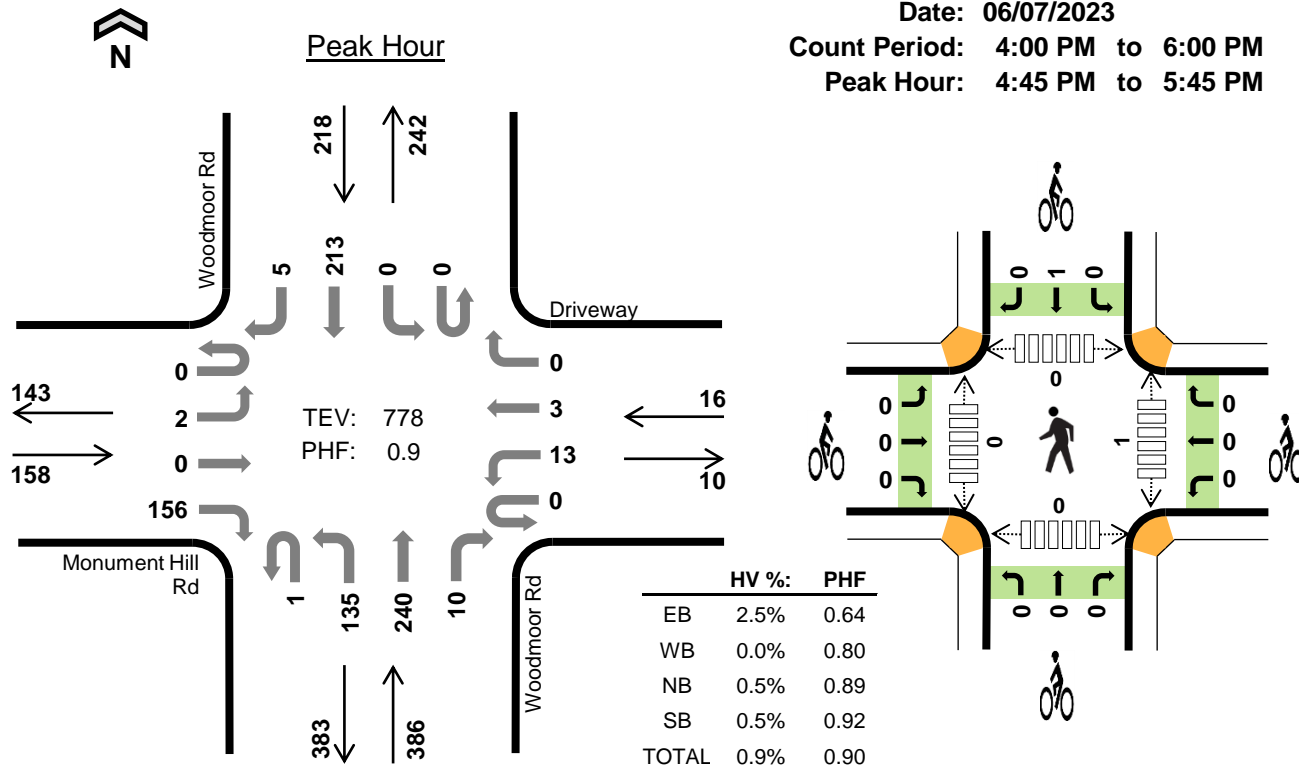 Date: 06/07/2023
Count Period: 4:00 PM to 6:00 PM
Peak Hour: 4:45 PM to 5:45 PM
N
Peak Hour
218
242
Woodmoor Rd
5
213
0
0
Driveway
0
2
0
156
143
158
TEV: 778
PHF: 0.9
0
3
13
0
16
10
Monument Hill
Rd
1
135
240
10
Woodmoor Rd
383
386
HV %: PHF
EB 2.5% 0.64
WB 0.0% 0.80
NB 0.5% 0.89
SB 0.5% 0.92
TOTAL 0.9% 0.90
0
1
0
0
0
0
0
0
1
0
0
0
0
0
0
0